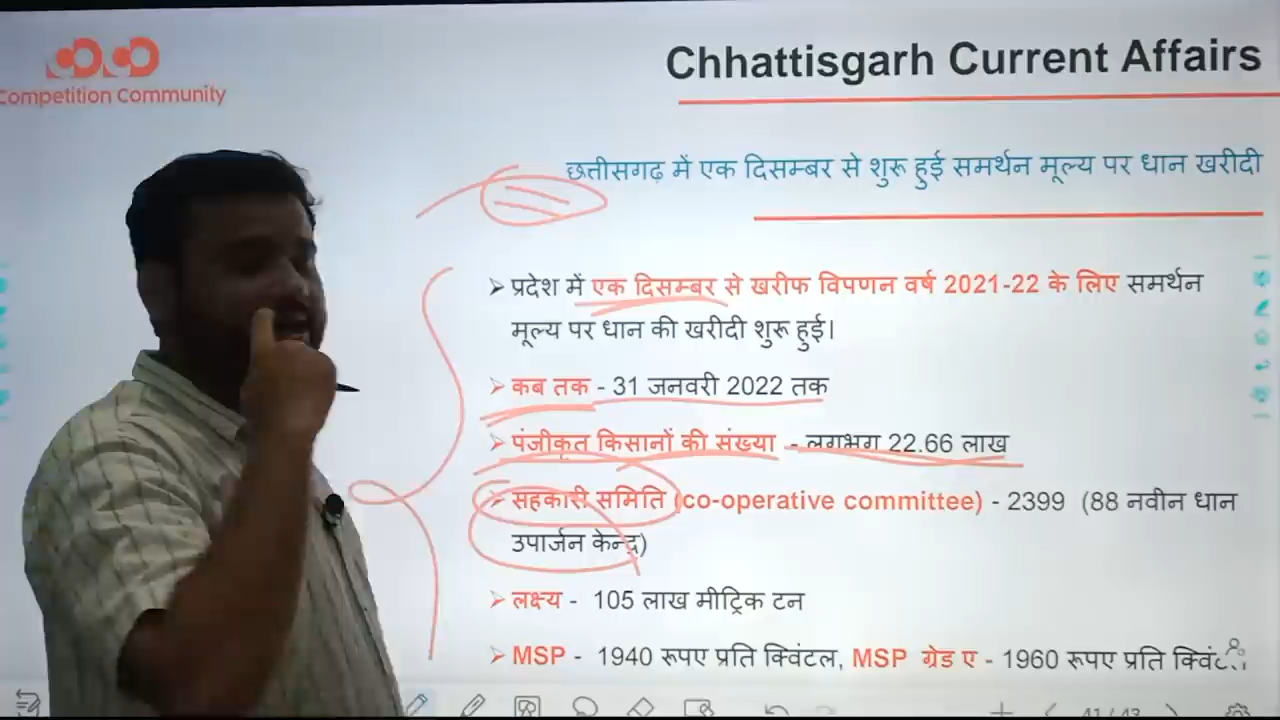 Competition Community
Chhattisgarh Current Affairs
छत्तीसगढ़ में एक दिसम्बर से शुरू हुई समर्थन मूल्य पर धान खरीदी
➢ प्रदेश में एक दिसम्बर से खरीफ विपणन वर्ष 2021-22 के लिए समर्थन
मूल्य पर धान की खरीदी शुरू हुई।
➢ कब तक - 31 जनवरी 2022 तक
➢ पंजीकृत किसानों की संख्या - लगभग 22.66 लाख
➢ सहकारी समिति (co-operative committee) - 2399 (88 नवीन धान
उपार्जन केन्द्र)
➢ लक्ष्य - 105 लाख मीट्रिक टन
➢ MSP - 1940 रूपए प्रति क्विंटल, MSP ग्रेड ए - 1960 रूपए प्रति